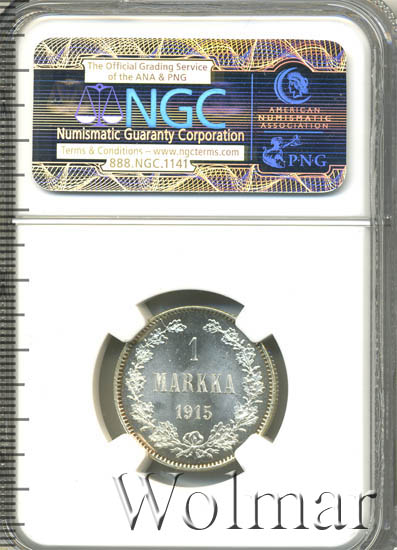 The Official Grading Service
of the ANA & PNG
NGC
Numismatic Guaranty Corporation
Terms & Conditions – www.ngcterms.com
888.NGC.1141
AMERICAN
NUMISMATIC
ASSOCIATION
PNG
1
MARKKA
1915
Wolmar